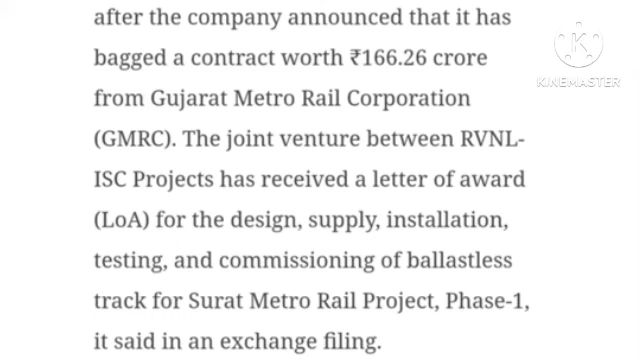 after the company announced that it has
bagged a contract worth ₹166.26 crore
from Gujarat Metro Rail Corporation
(GMRC). The joint venture between RVNL-
ISC Projects has received a letter of award
(LoA) for the design, supply, installation,
testing, and commissioning of ballastless
track for Surat Metro Rail Project, Phase-1,
it said in an exchange filing.
K
KINEMASTER